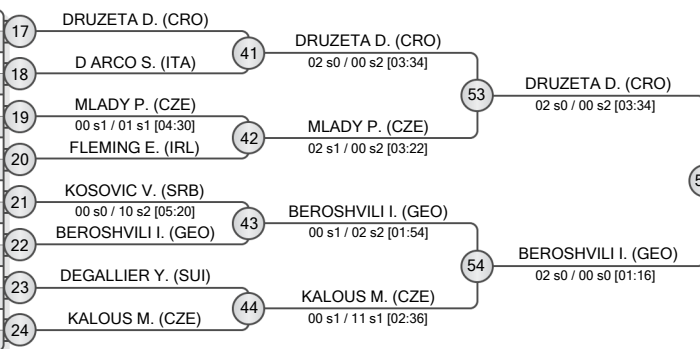 17
DRUZETA D. (CRO)
18
D ARCO S. (ITA)
41
DRUZETA D. (CRO)
02 s0 / 00 s2 [03:34]
19
MLADY P. (CZE)
00 s1 / 01 s1 [04:30]
20
FLEMING E. (IRL)
42
MLADY P. (CZE)
02 s1 / 00 s2 [03:22]
53
DRUZETA D. (CRO)
02 s0 / 00 s2 [03:34]
21
KOSOVIC V. (SRB)
00 s0 / 10 s2 [05:20]
22
BEROSHVILI I. (GEO)
43
BEROSHVILI I. (GEO)
00 s1 / 02 s2 [01:54]
23
DEGALLIER Y. (SUI)
24
KALOUS M. (CZE)
44
KALOUS M. (CZE)
00 s1 / 11 s1 [02:36]
54
BEROSHVILI I. (GEO)
02 s0 / 00 s0 [01:16]